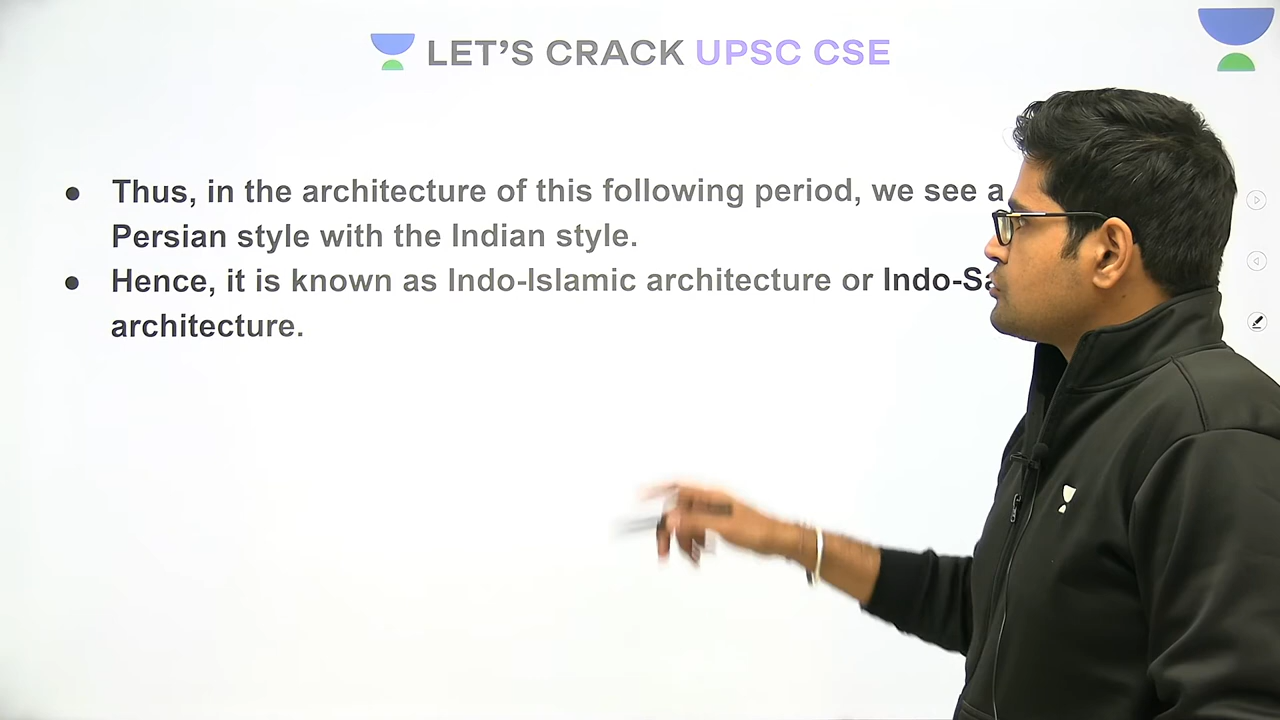 LET'S CRACK UPSC CSE
Thus, in the architecture of this following period, we see a
Persian style with the Indian style.
Hence, it is known as Indo-Islamic architecture or
architecture.